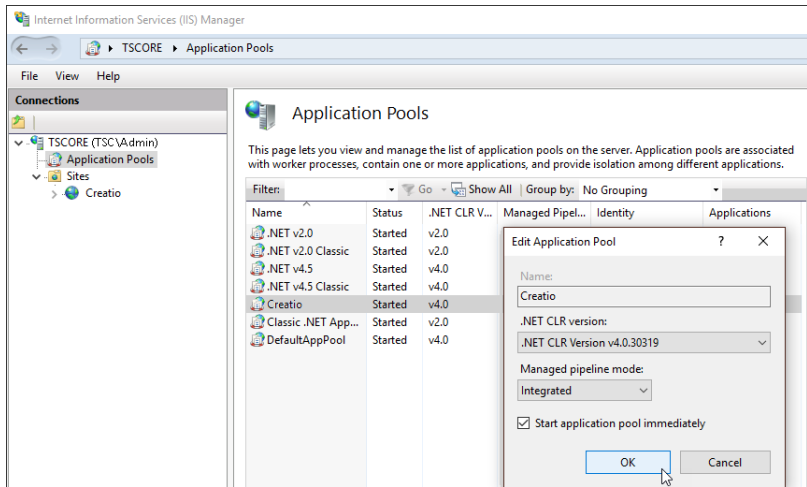 Internet Information Services (IIS) Manager
TSCORE Application Pools
File View Help
Connections
TSCORE (TSC\Admin)
Application Pools
Sites
Creatio
Application Pools
This page lets you view and manage the list of application pools on the server. Application pools are associated
with worker processes, contain one or more applications, and provide isolation among different applications.
Filter: Go Show All Group by: No Grouping
Name Status .NET CLR V... Managed Pipel... Identity Applications
.NET v2.0 Started v2.0
.NET v2.0 Classic Started v2.0
.NET v4.5 Started v4.0
.NET v4.5 Classic Started v4.0
Creatio Started v4.0
Classic .NET App... Started v2.0
DefaultAppPool Started v4.0
Edit Application Pool ? X
Name:
Creatio
.NET CLR version:
.NET CLR Version v4.0.30319
Managed pipeline mode:
Integrated
Start application pool immediately
OK Cancel